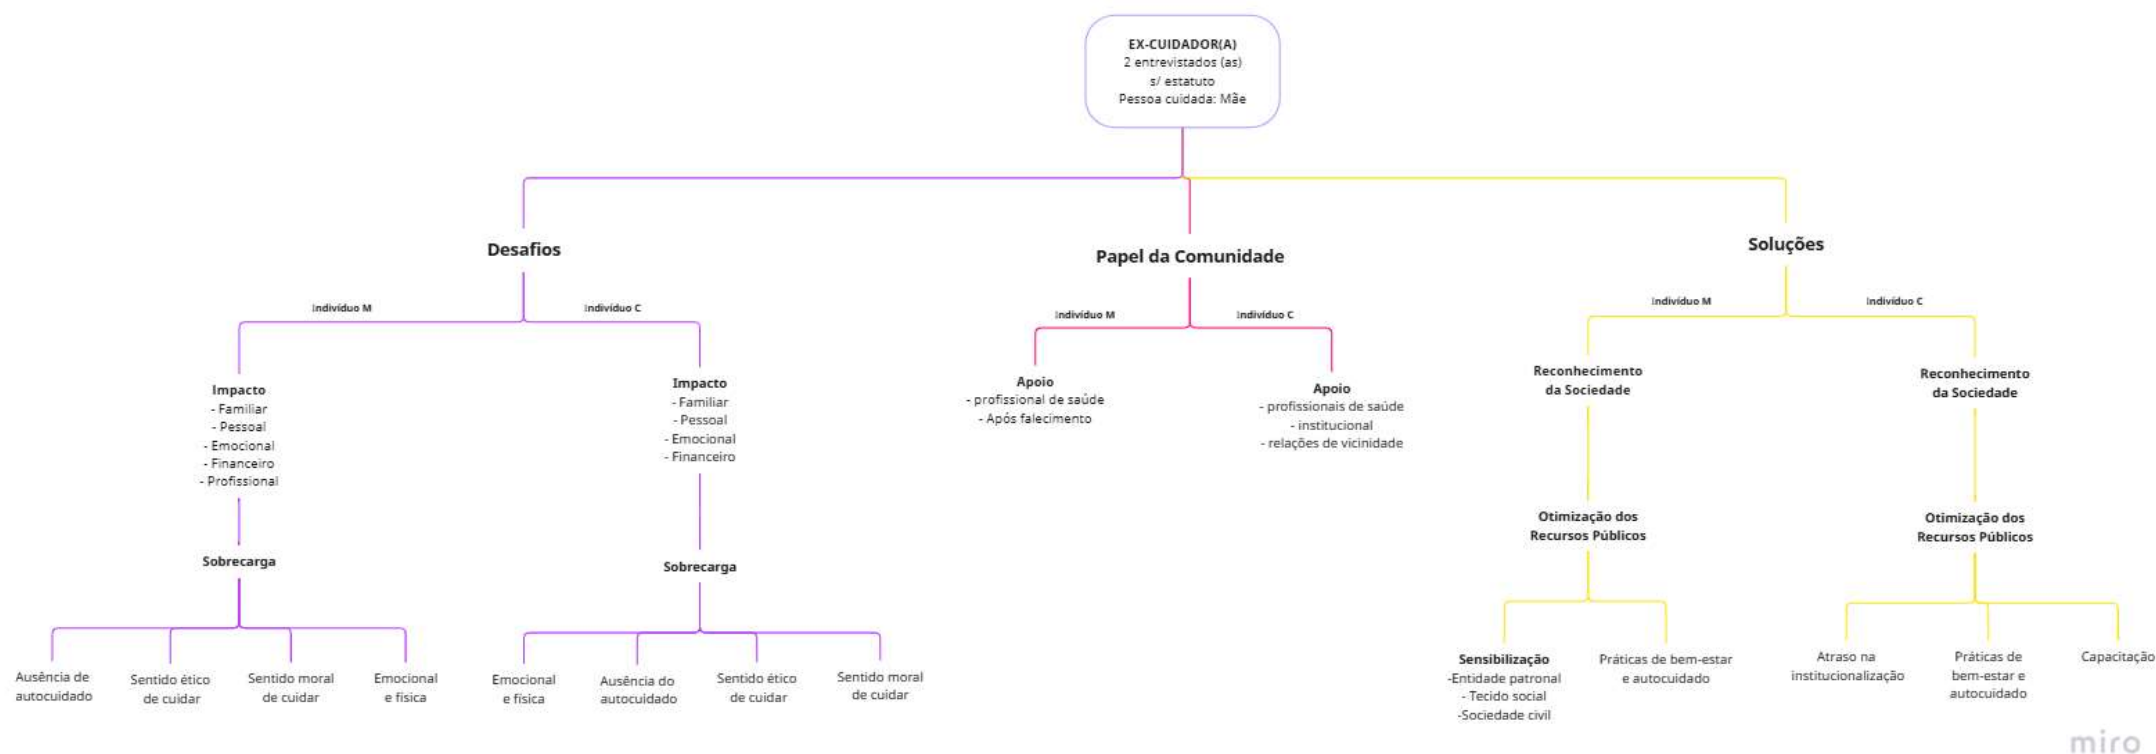 EX-CUIDADOR(A)
2 entrevistados (as)
s/ estatuto
Pessoa cuidada: Mãe
Desafios
Indivíduo M
Indivíduo C
Impacto
- Familiar
- Pessoal
- Emocional
- Financeiro
- Profissional
Sobrecarga
Ausência de
autocuidado
Sentido ético
de cuidar
Sentido moral
de cuidar
Emocional
e física
Impacto
- Familiar
- Pessoal
- Emocional
- Financeiro
Sobrecarga
Emocional
e física
Ausência do
autocuidado
Sentido ético
de cuidar
Sentido moral
de cuidar
Papel da Comunidade
Indivíduo M
Indivíduo C
Apoio
- profissional de saúde
- Após falecimento
Apoio
- profissionais de saúde
- institucional
- relações de vicinidade
Soluções
Indivíduo M
Indivíduo C
Reconhecimento
da Sociedade
Otimização dos
Recursos Públicos
Sensibilização
-Entidade patronal
- Tecido social
-Sociedade civil
Práticas de bem-estar
e autocuidado
Reconhecimento
da Sociedade
Otimização dos
Recursos Públicos
Atraso na
institucionalização
Práticas de
bem-estar e
autocuidado
Capacitação
miro